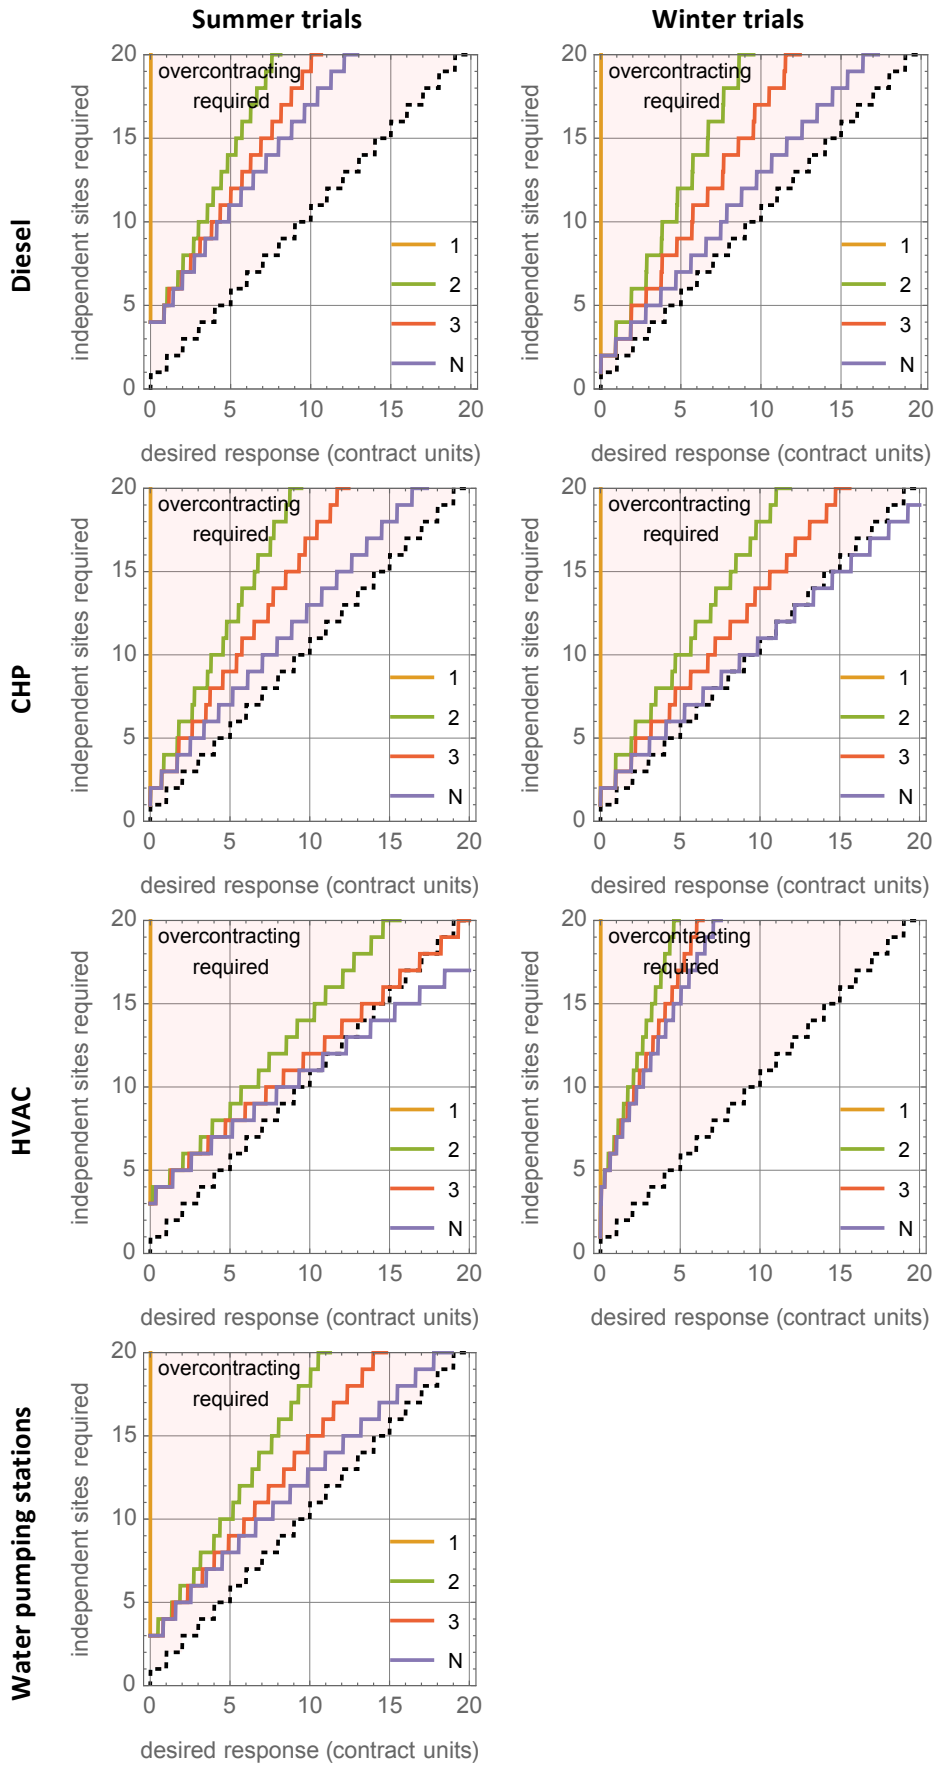 Summer trials
Winter trials
Diesel
independent sites required
20
15
10
5
0
overcontracting
required
1
2
3
N
0 5 10 15 20
desired response (contract units)
independent sites required
20
15
10
5
0
overcontracting
required
1
2
3
N
0 5 10 15 20
desired response (contract units)
CHP
independent sites required
20
15
10
5
0
overcontracting
required
1
2
3
N
0 5 10 15 20
desired response (contract units)
independent sites required
20
15
10
5
0
overcontracting
required
1
2
3
N
0 5 10 15 20
desired response (contract units)
HVAC
independent sites required
20
15
10
5
0
overcontracting
required
1
2
3
N
0 5 10 15 20
desired response (contract units)
independent sites required
20
15
10
5
0
overcontracting
required
1
2
3
N
0 5 10 15 20
desired response (contract units)
Water pumping stations
independent sites required
20
15
10
5
0
overcontracting
required
1
2
3
N
0 5 10 15 20
desired response (contract units)